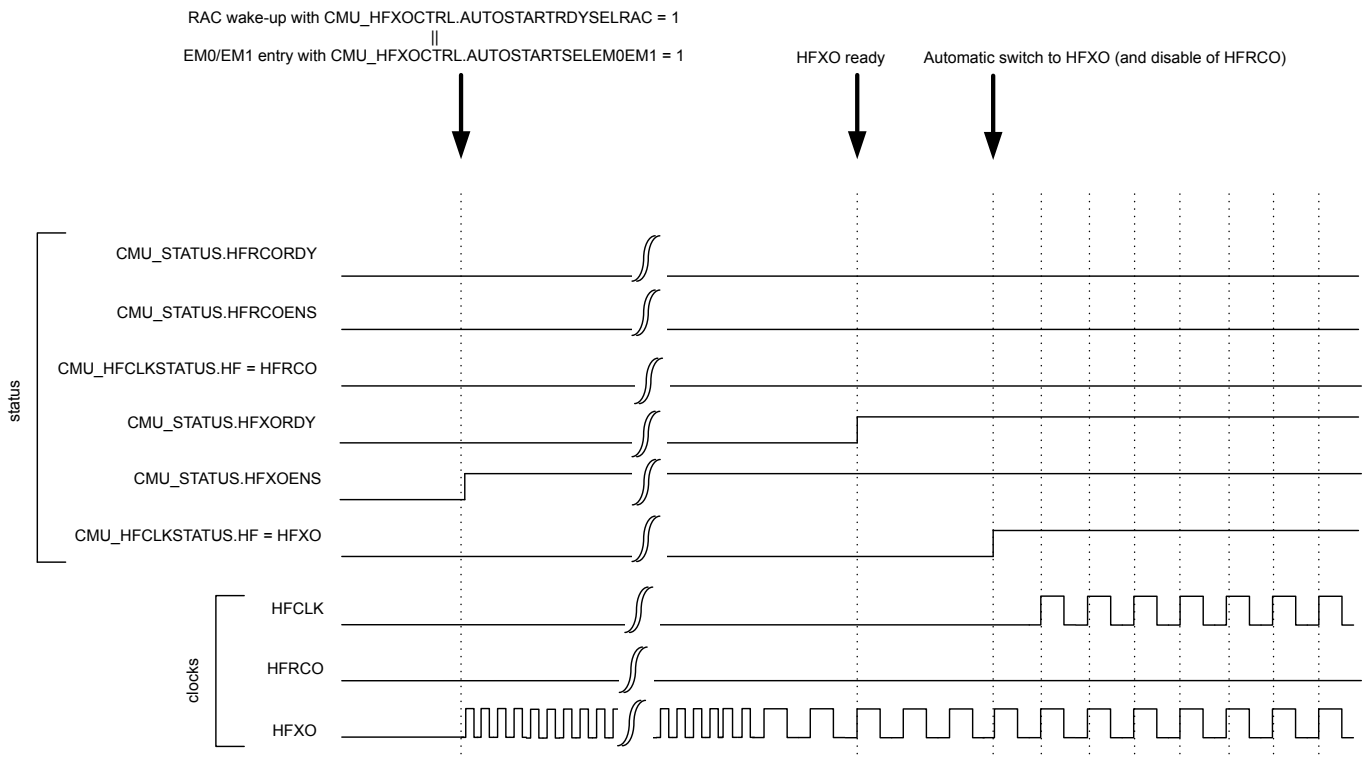 RAC wake-up with CMU_HFXOCTRL.AUTOSTARTRDYSELRAC = 1
||
EM0/EM1 entry with CMU_HFXOCTRL.AUTOSTARTSELEM0EM1 = 1
HFXO ready
Automatic switch to HFXO (and disable of HFRCO)
status
CMU_STATUS.HFRCORDY
CMU_STATUS.HFRCOENS
CMU_HFCLKSTATUS.HF = HFRCO
CMU_STATUS.HFXORDY
CMU_STATUS.HFXOENS
CMU_HFCLKSTATUS.HF = HFXO
clocks
HFCLK
HFRCO
HFXO